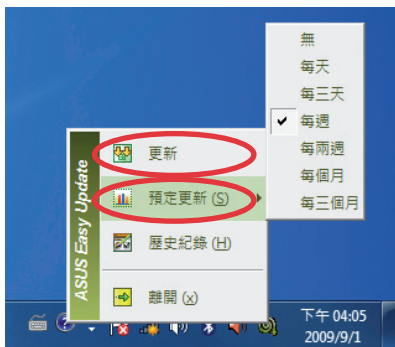 無
每天
每三天
每週
每兩週
每個月
每三個月
ASUS Easy Update
更新
預定更新 (S)
歷史紀錄 (H)
離開 (x)
下午 04:05
2009/9/1